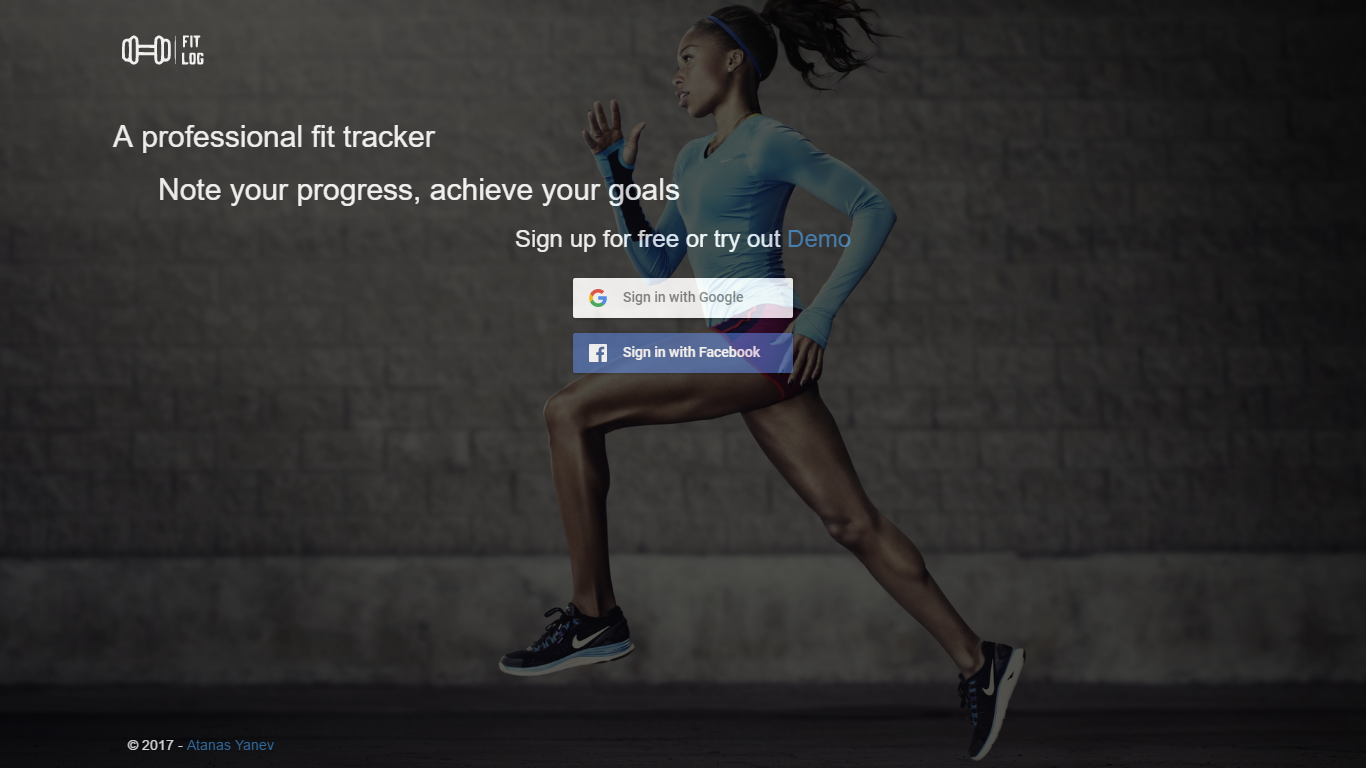 FIT
LOG
A professional fit tracker
Note your progress, achieve your goals
Sign up for free or try out Demo
Sign in with Google
Sign in with Facebook
© 2017 - Atanas Yanev